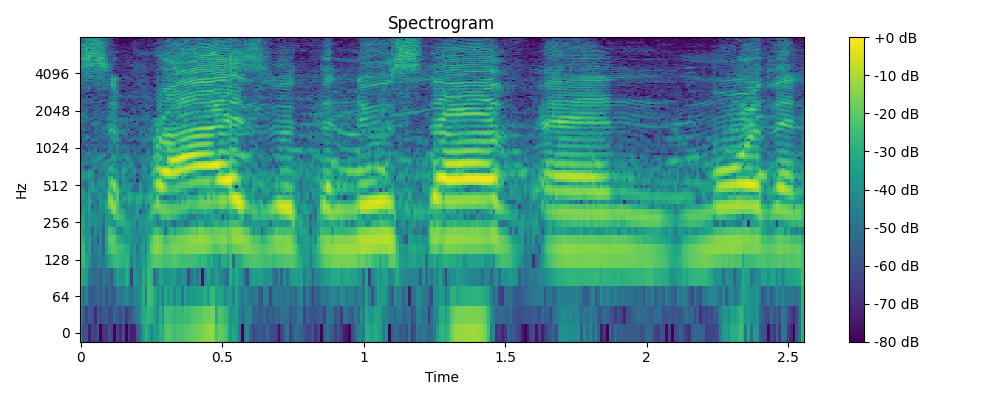 Spectrogram
Hz
4096
2048
1024
512
256
128
64
0
0 0.5 1 1.5 2 2.5
Time
+0 dB
-10 dB
-20 dB
-30 dB
-40 dB
-50 dB
-60 dB
-70 dB
-80 dB